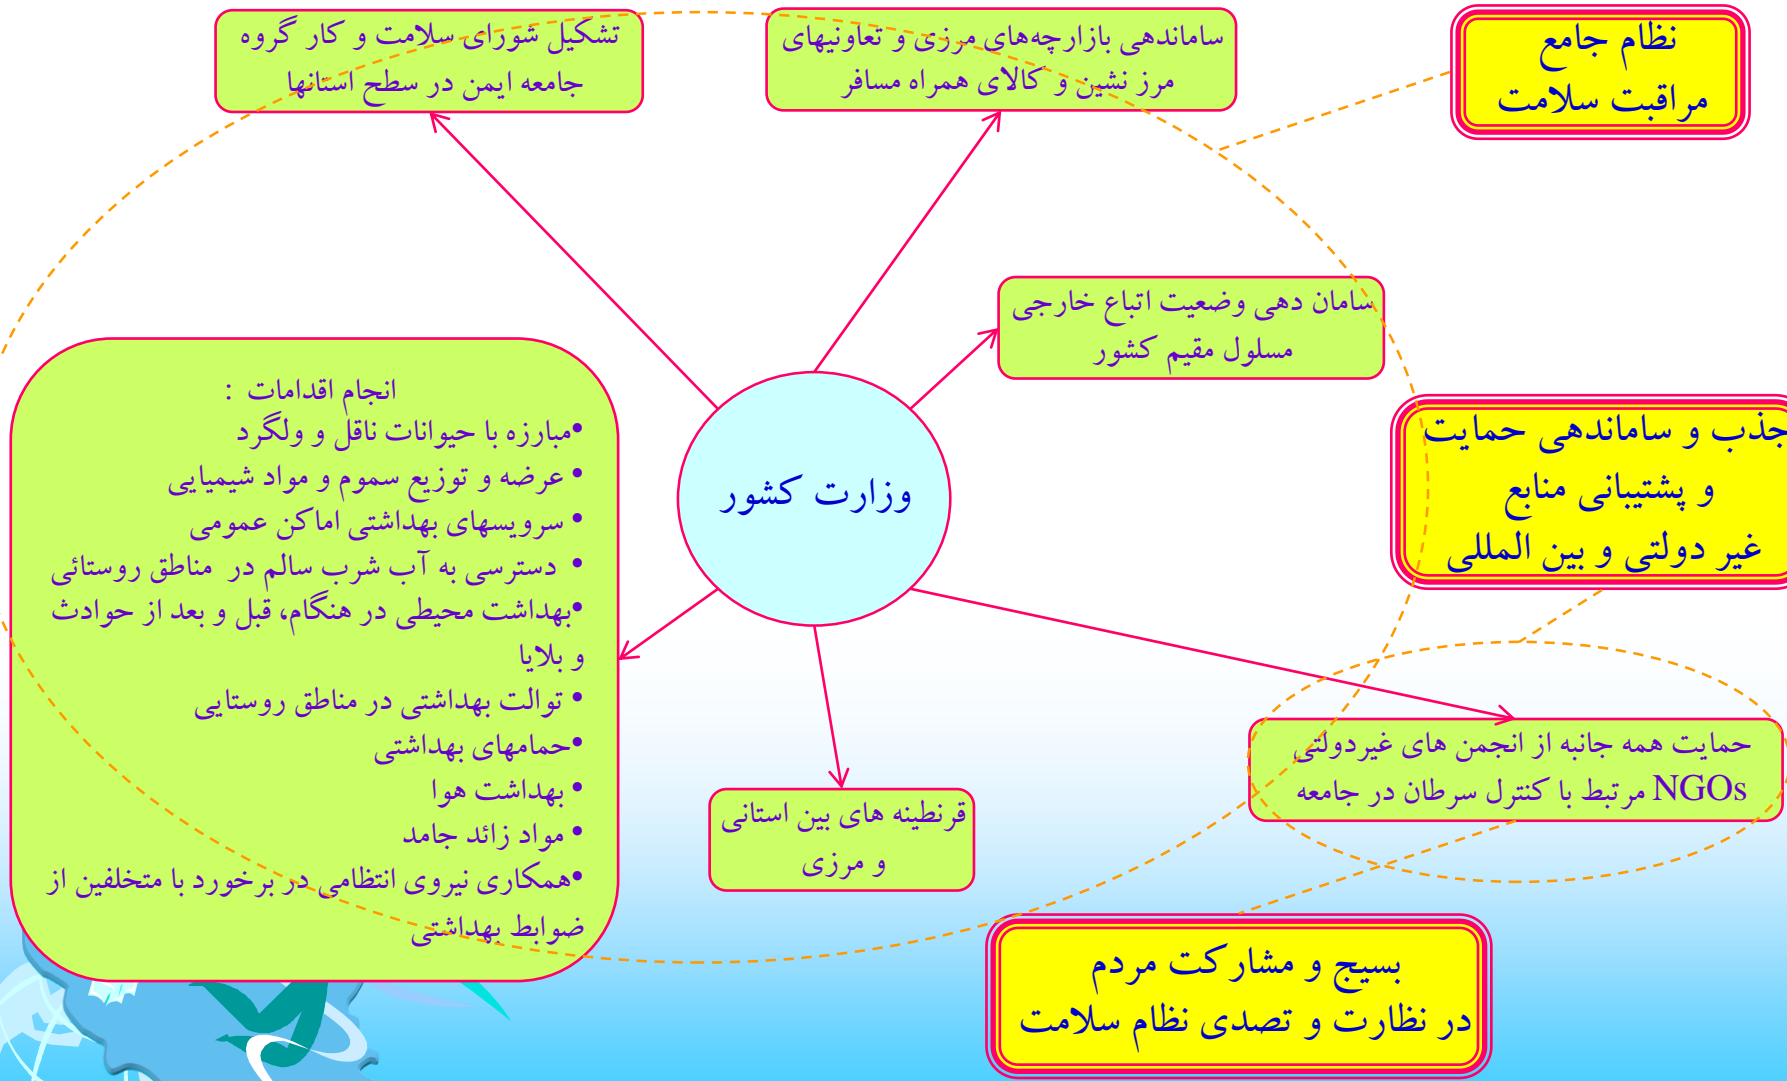 نظام جامع
مراقبت سلامت
ساماندهی بازارچه‌های مرزی و تعاونیهای
مرز نشین و کالای همراه مسافر
تشکیل شورای سلامت و کار گروه
جامعه ایمن در سطح استانها
سامان دهی وضعیت اتباع خارجی
مسلول مقیم کشور
جذب و ساماندهی حمایت
و پشتیبانی منابع
غیر دولتی و بین المللی
وزارت کشور
انجام اقدامات :
•مبارزه با حیوانات ناقل و ولگرد
• عرضه و توزیع سموم و مواد شیمیایی
• سرویسهای بهداشتی اماکن عمومی
• دسترسی به آب شرب سالم در مناطق روستائی
•بهداشت محیطی در هنگام، قبل و بعد از حوادث
و بلایا
• توالت بهداشتی در مناطق روستایی
•حمامهای بهداشتی
• بهداشت هوا
• مواد زائد جامد
•همکاری نیروی انتظامی در برخورد با متخلفین از
ضوابط بهداشتی
حمایت همه جانبه از انجمن های غیردولتی
NGOs مرتبط با کنترل سرطان در جامعه
قرنطینه های بین استانی
و مرزی
بسیج و مشارکت مردم
در نظارت و تصدی نظام سلامت